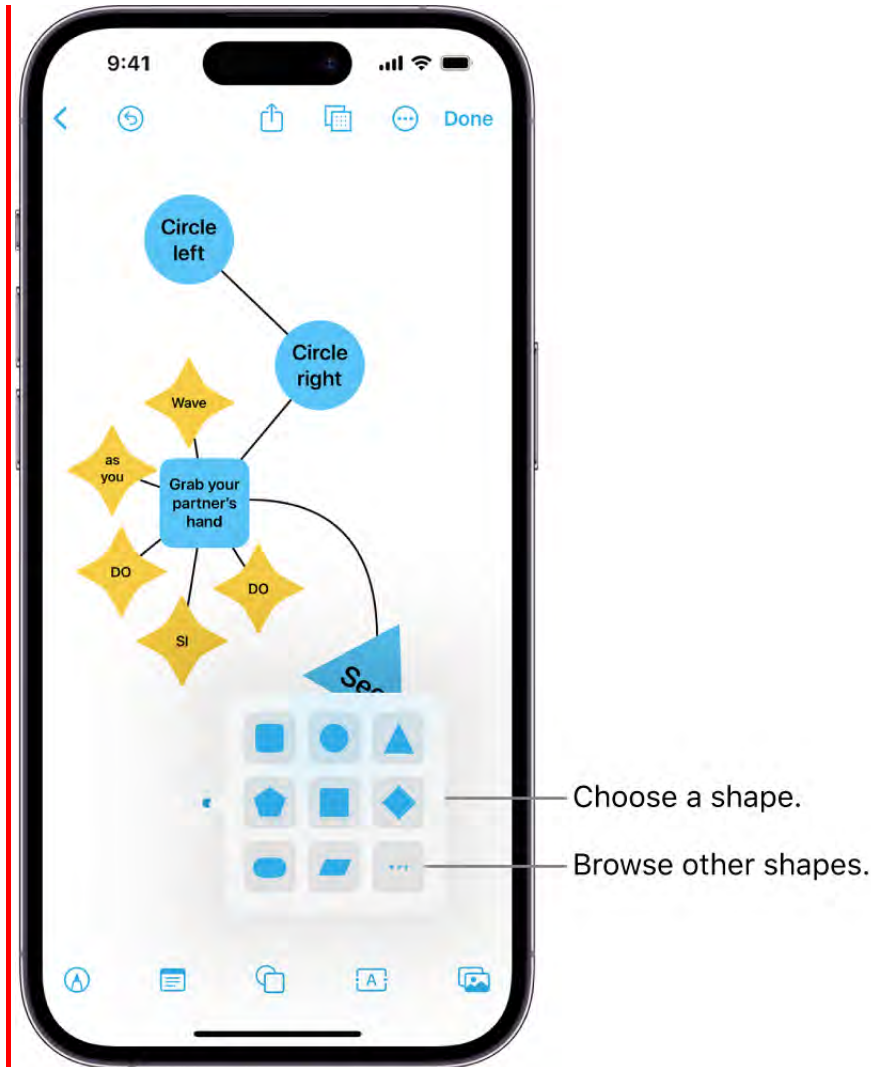 9:41
Done
Circle
left
Circle
right
Wave
as
you
Grab your
partner's
hand
DO
DO
SI
Choose a shape.
Browse other shapes.
A